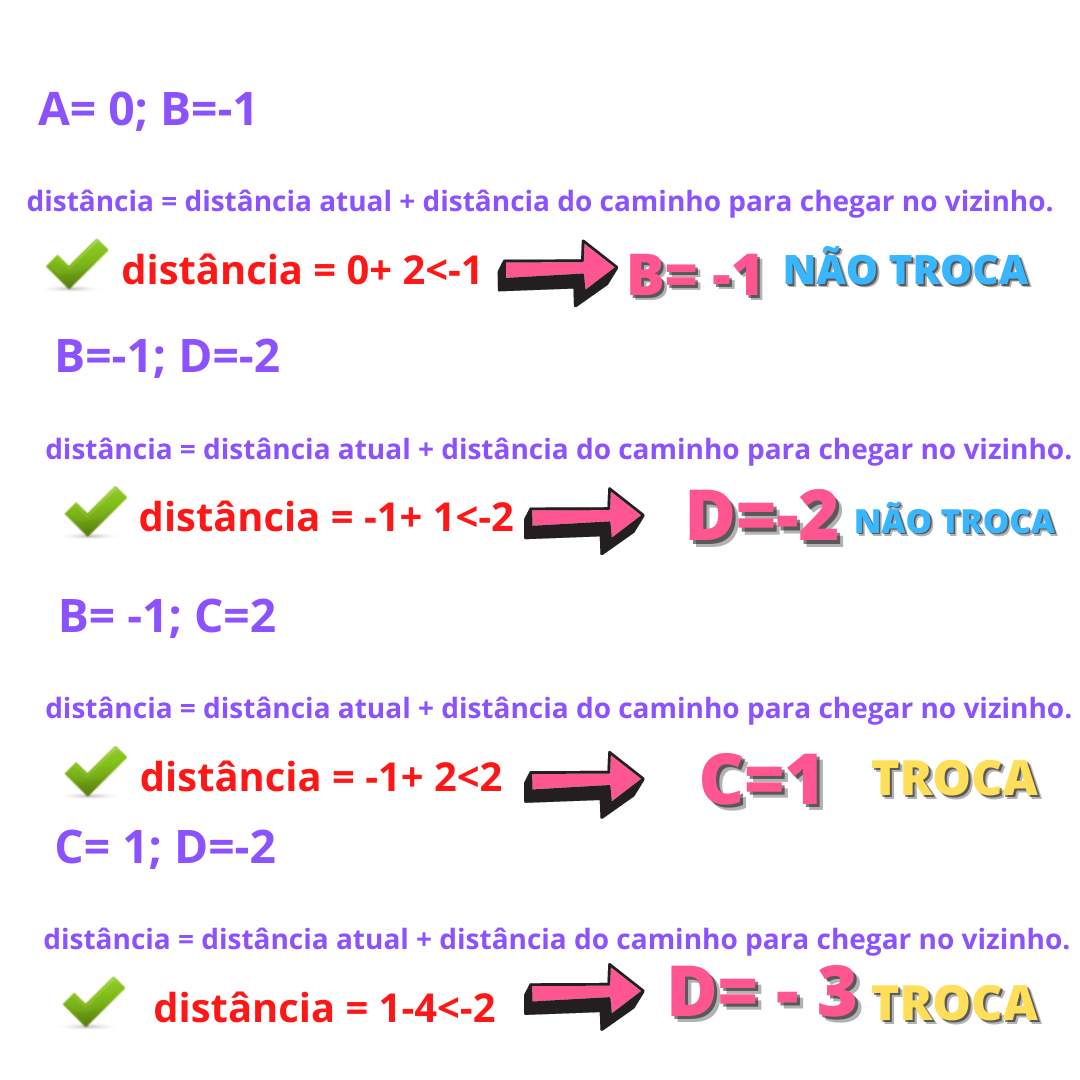 A= 0; B=-1
distância = distância atual + distância do caminho para chegar no vizinho.
distância = 0+ 2<-1 B= -1 NÃO TROCA
B=-1; D=-2
distância = distância atual + distância do caminho para chegar no vizinho.
distância = -1+ 1<-2 D=-2 NÃO TROCA
B= -1; C=2
distância = distância atual + distância do caminho para chegar no vizinho.
distância = -1+ 2<2 C=1 TROCA
C= 1; D=-2
distância = distância atual + distância do caminho para chegar no vizinho.
distância = 1-4<-2 D= - 3 TROCA